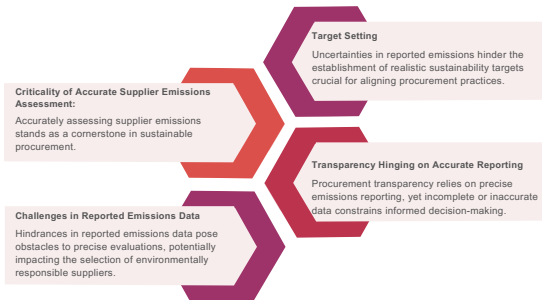 Target Setting
Uncertainties in reported emissions hinder the
establishment of realistic sustainability targets
crucial for aligning procurement practices.
Criticality of Accurate Supplier Emissions
Assessment:
Accurately assessing supplier emissions
stands as a cornerstone in sustainable
procurement.
Transparency Hinging on Accurate Reporting
Procurement transparency relies on precise
emissions reporting, yet incomplete or inaccurate
data constrains informed decision-making.
Challenges in Reported Emissions Data
Hindrances in reported emissions data pose
obstacles to precise evaluations, potentially
impacting the selection of environmentally
responsible suppliers.